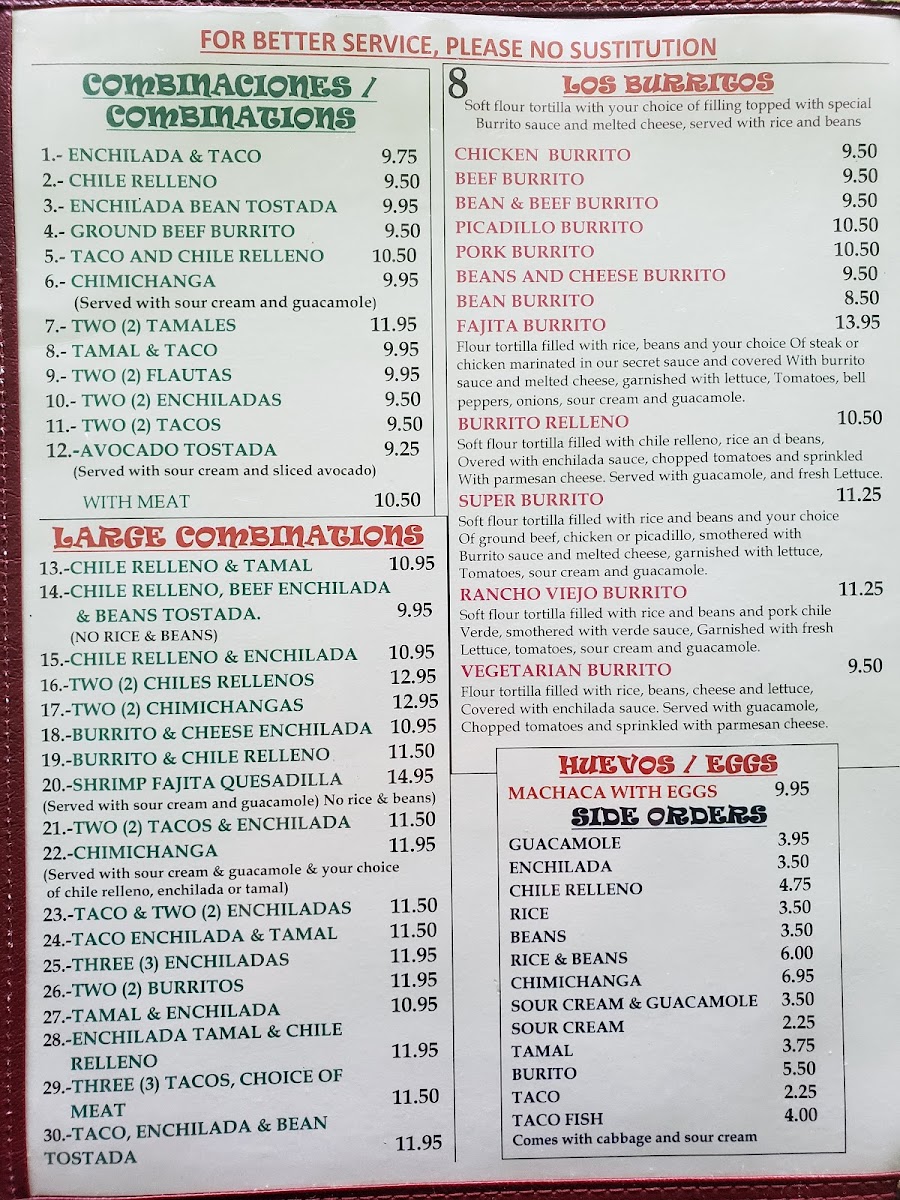 FOR BETTER SERVICE, PLEASE NO SUSTITUTION
COMBINACIONES /
COMBINATIONS
1.- ENCHILADA & TACO 9.75
2.- CHILE RELLENO 9.50
3.- ENCHILADA BEAN TOSTADA 9.95
4.- GROUND BEEF BURRITO 9.50
5.- TACO AND CHILE RELLENO 10.50
6.- CHIMICHANGA 9.95
(Served with sour cream and guacamole)
7.- TWO (2) TAMALES 11.95
8.- TAMAL & TACO 9.95
9.- TWO (2) FLAUTAS 9.95
10.- TWO (2) ENCHILADAS 9.50
11.- TWO (2) TACOS 9.50
12.-AVOCADO TOSTADA 9.25
(Served with sour cream and sliced avocado)
WITH MEAT 10.50
LARGE COMBINATIONS
13.-CHILE RELLENO & TAMAL 10.95
14.-CHILE RELLENO, BEEF ENCHILADA
& BEANS TOSTADA. 9.95
(NO RICE & BEANS)
15.-CHILE RELLENO & ENCHILADA 10.95
16.-TWO (2) CHILES RELLENOS 12.95
17.-TWO (2) CHIMICHANGAS 12.95
18.-BURRITO & CHEESE ENCHILADA 10.95
19.-BURRITO & CHILE RELLENO 11.50
20.-SHRIMP FAJITA QUESADILLA 14.95
(Served with sour cream and guacamole) No rice & beans)
21.-TWO (2) TACOS & ENCHILADA 11.50
22.-CHIMICHANGA 11.95
(Served with sour cream & guacamole & your choice
of chile relleno, enchilada or tamal)
23.-TACO & TWO (2) ENCHILADAS 11.50
24.-TACO ENCHILADA & TAMAL 11.50
25.-THREE (3) ENCHILADAS 11.95
26.-TWO (2) BURRITOS 11.95
27.-TAMAL & ENCHILADA 10.95
28.-ENCHILADA TAMAL & CHILE
RELLENO 11.95
29.-THREE (3) TACOS, CHOICE OF
MEAT 11.50
30.-TACO, ENCHILADA & BEAN
TOSTADA 11.95
8 LOS BURRITOS
Soft flour tortilla with your choice of filling topped with special
Burrito sauce and melted cheese, served with rice and beans
CHICKEN BURRITO 9.50
BEEF BURRITO 9.50
BEAN & BEEF BURRITO 9.50
PICADILLO BURRITO 10.50
PORK BURRITO 10.50
BEANS AND CHEESE BURRITO 9.50
BEAN BURRITO 8.50
FAJITA BURRITO 13.95
Flour tortilla filled with rice, beans and your choice Of steak or
chicken marinated in our secret sauce and covered With burrito
sauce and melted cheese, garnished with lettuce, Tomatoes, bell
peppers, onions, sour cream and guacamole.
BURRITO RELLENO 10.50
Soft flour tortilla filled with chile relleno, rice an d beans,
Overed with enchilada sauce, chopped tomatoes and sprinkled
With parmesan cheese. Served with guacamole, and fresh Lettuce.
SUPER BURRITO 11.25
Soft flour tortilla filled with rice and beans and your choice
Of ground beef, chicken or picadillo, smothered with
Burrito sauce and melted cheese, garnished with lettuce,
Tomatoes, sour cream and guacamole.
RANCHO VIEJO BURRITO 11.25
Soft flour tortilla filled with rice and beans and pork chile
Verde, smothered with verde sauce, Garnished with fresh
Lettuce, tomatoes, sour cream and guacamole.
VEGETARIAN BURRITO 9.50
Flour tortilla filled with rice, beans, cheese and lettuce,
Covered with enchilada sauce. Served with guacamole,
Chopped tomatoes and sprinkled with parmesan cheese.
HUEVOS / EGGS
MACHACA WITH EGGS 9.95
SIDE ORDERS
GUACAMOLE 3.95
ENCHILADA 3.50
CHILE RELLENO 4.75
RICE 3.50
BEANS 3.50
RICE & BEANS 6.00
CHIMICHANGA 6.95
SOUR CREAM & GUACAMOLE 3.50
SOUR CREAM 2.25
TAMAL 3.75
BURITO 5.50
TACO 2.25
TACO FISH 4.00
Comes with cabbage and sour cream